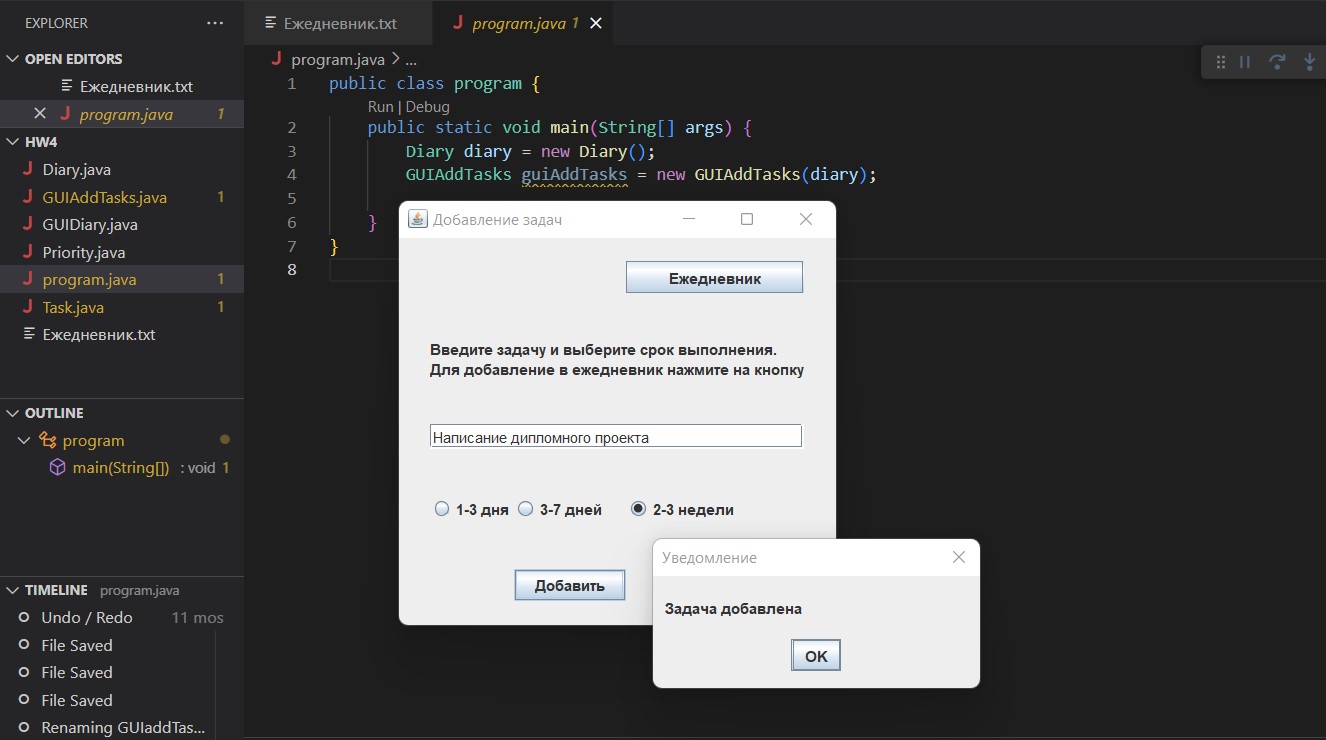 EXPLORER
OPEN EDITORS
Ежедневник.txt
program.java 1
HW4
Diary.java
GUIAddTasks.java 1
GUIDiary.java
Priority.java
program.java 1
Task.java 1
Ежедневник.txt
OUTLINE
program
main(String[]) : void 1
TIMELINE program.java
Undo / Redo 11 mos
File Saved
File Saved
File Saved
Renaming GUIaddTas...
Ежедневник.txt
program.java 1
program.java > ...
1 public class program {
Run | Debug
2 public static void main(String[] args) {
3 Diary diary = new Diary();
4 GUIAddTasks guiAddTasks = new GUIAddTasks(diary);
5
6 }
7 }
8
Добавление задач
Ежедневник
Введите задачу и выберите срок выполнения.
Для добавление в ежедневник нажмите на кнопку
Написание дипломного проекта
1-3 дня 3-7 дней 2-3 недели
Добавить
Уведомление
Задача добавлена
OK